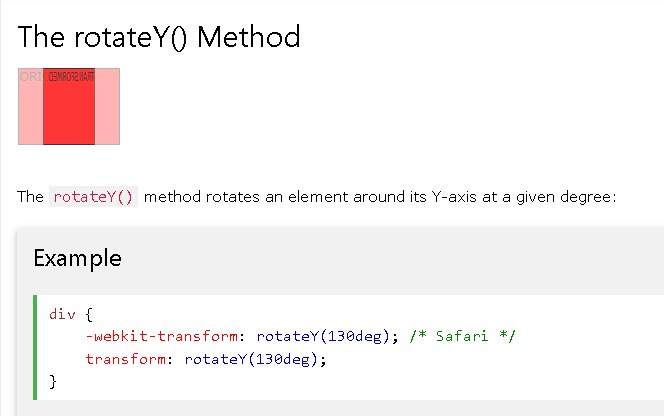 The rotateY() Method
ORI TRANSFORMED
The rotateY() method rotates an element around its Y-axis at a given degree:
Example
div {
    -webkit-transform: rotateY(130deg); /* Safari */
    transform: rotateY(130deg);
}